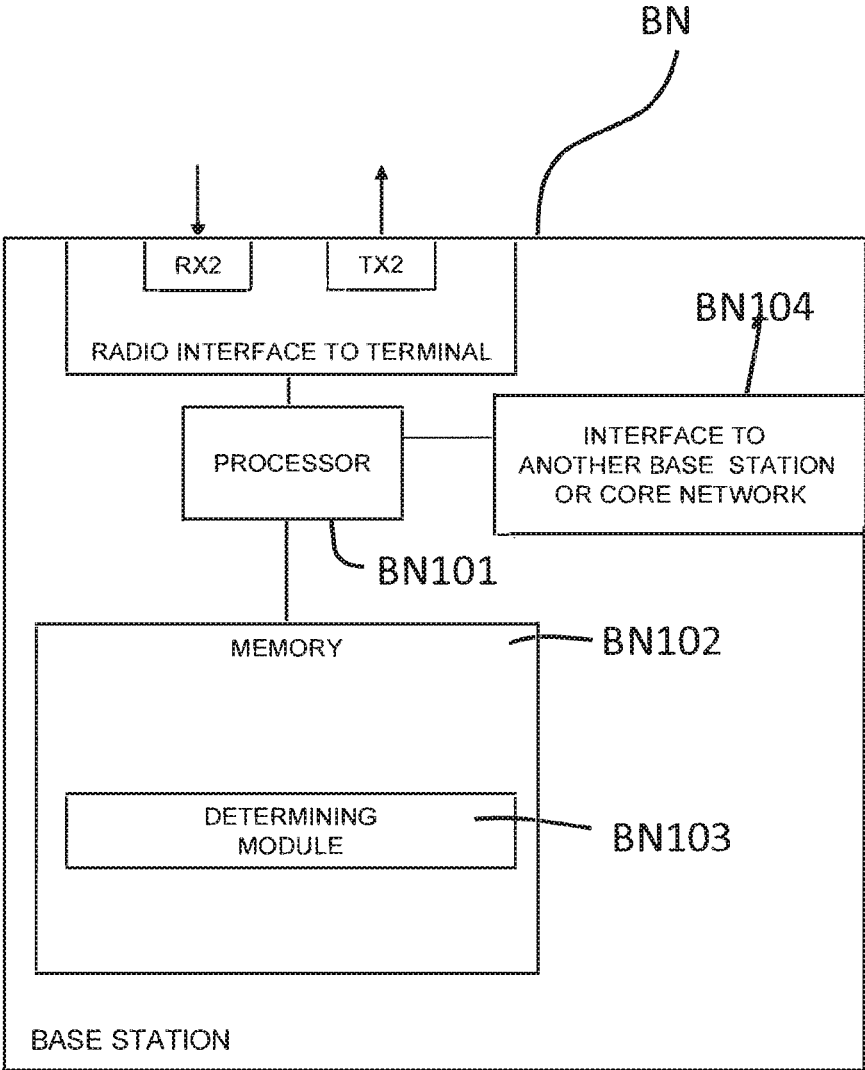 BN
RX2
TX2
RADIO INTERFACE TO TERMINAL
BN104
PROCESSOR
INTERFACE TO
ANOTHER BASE STATION
OR CORE NETWORK
BN101
MEMORY
BN102
DETERMINING
MODULE
BN103
BASE STATION